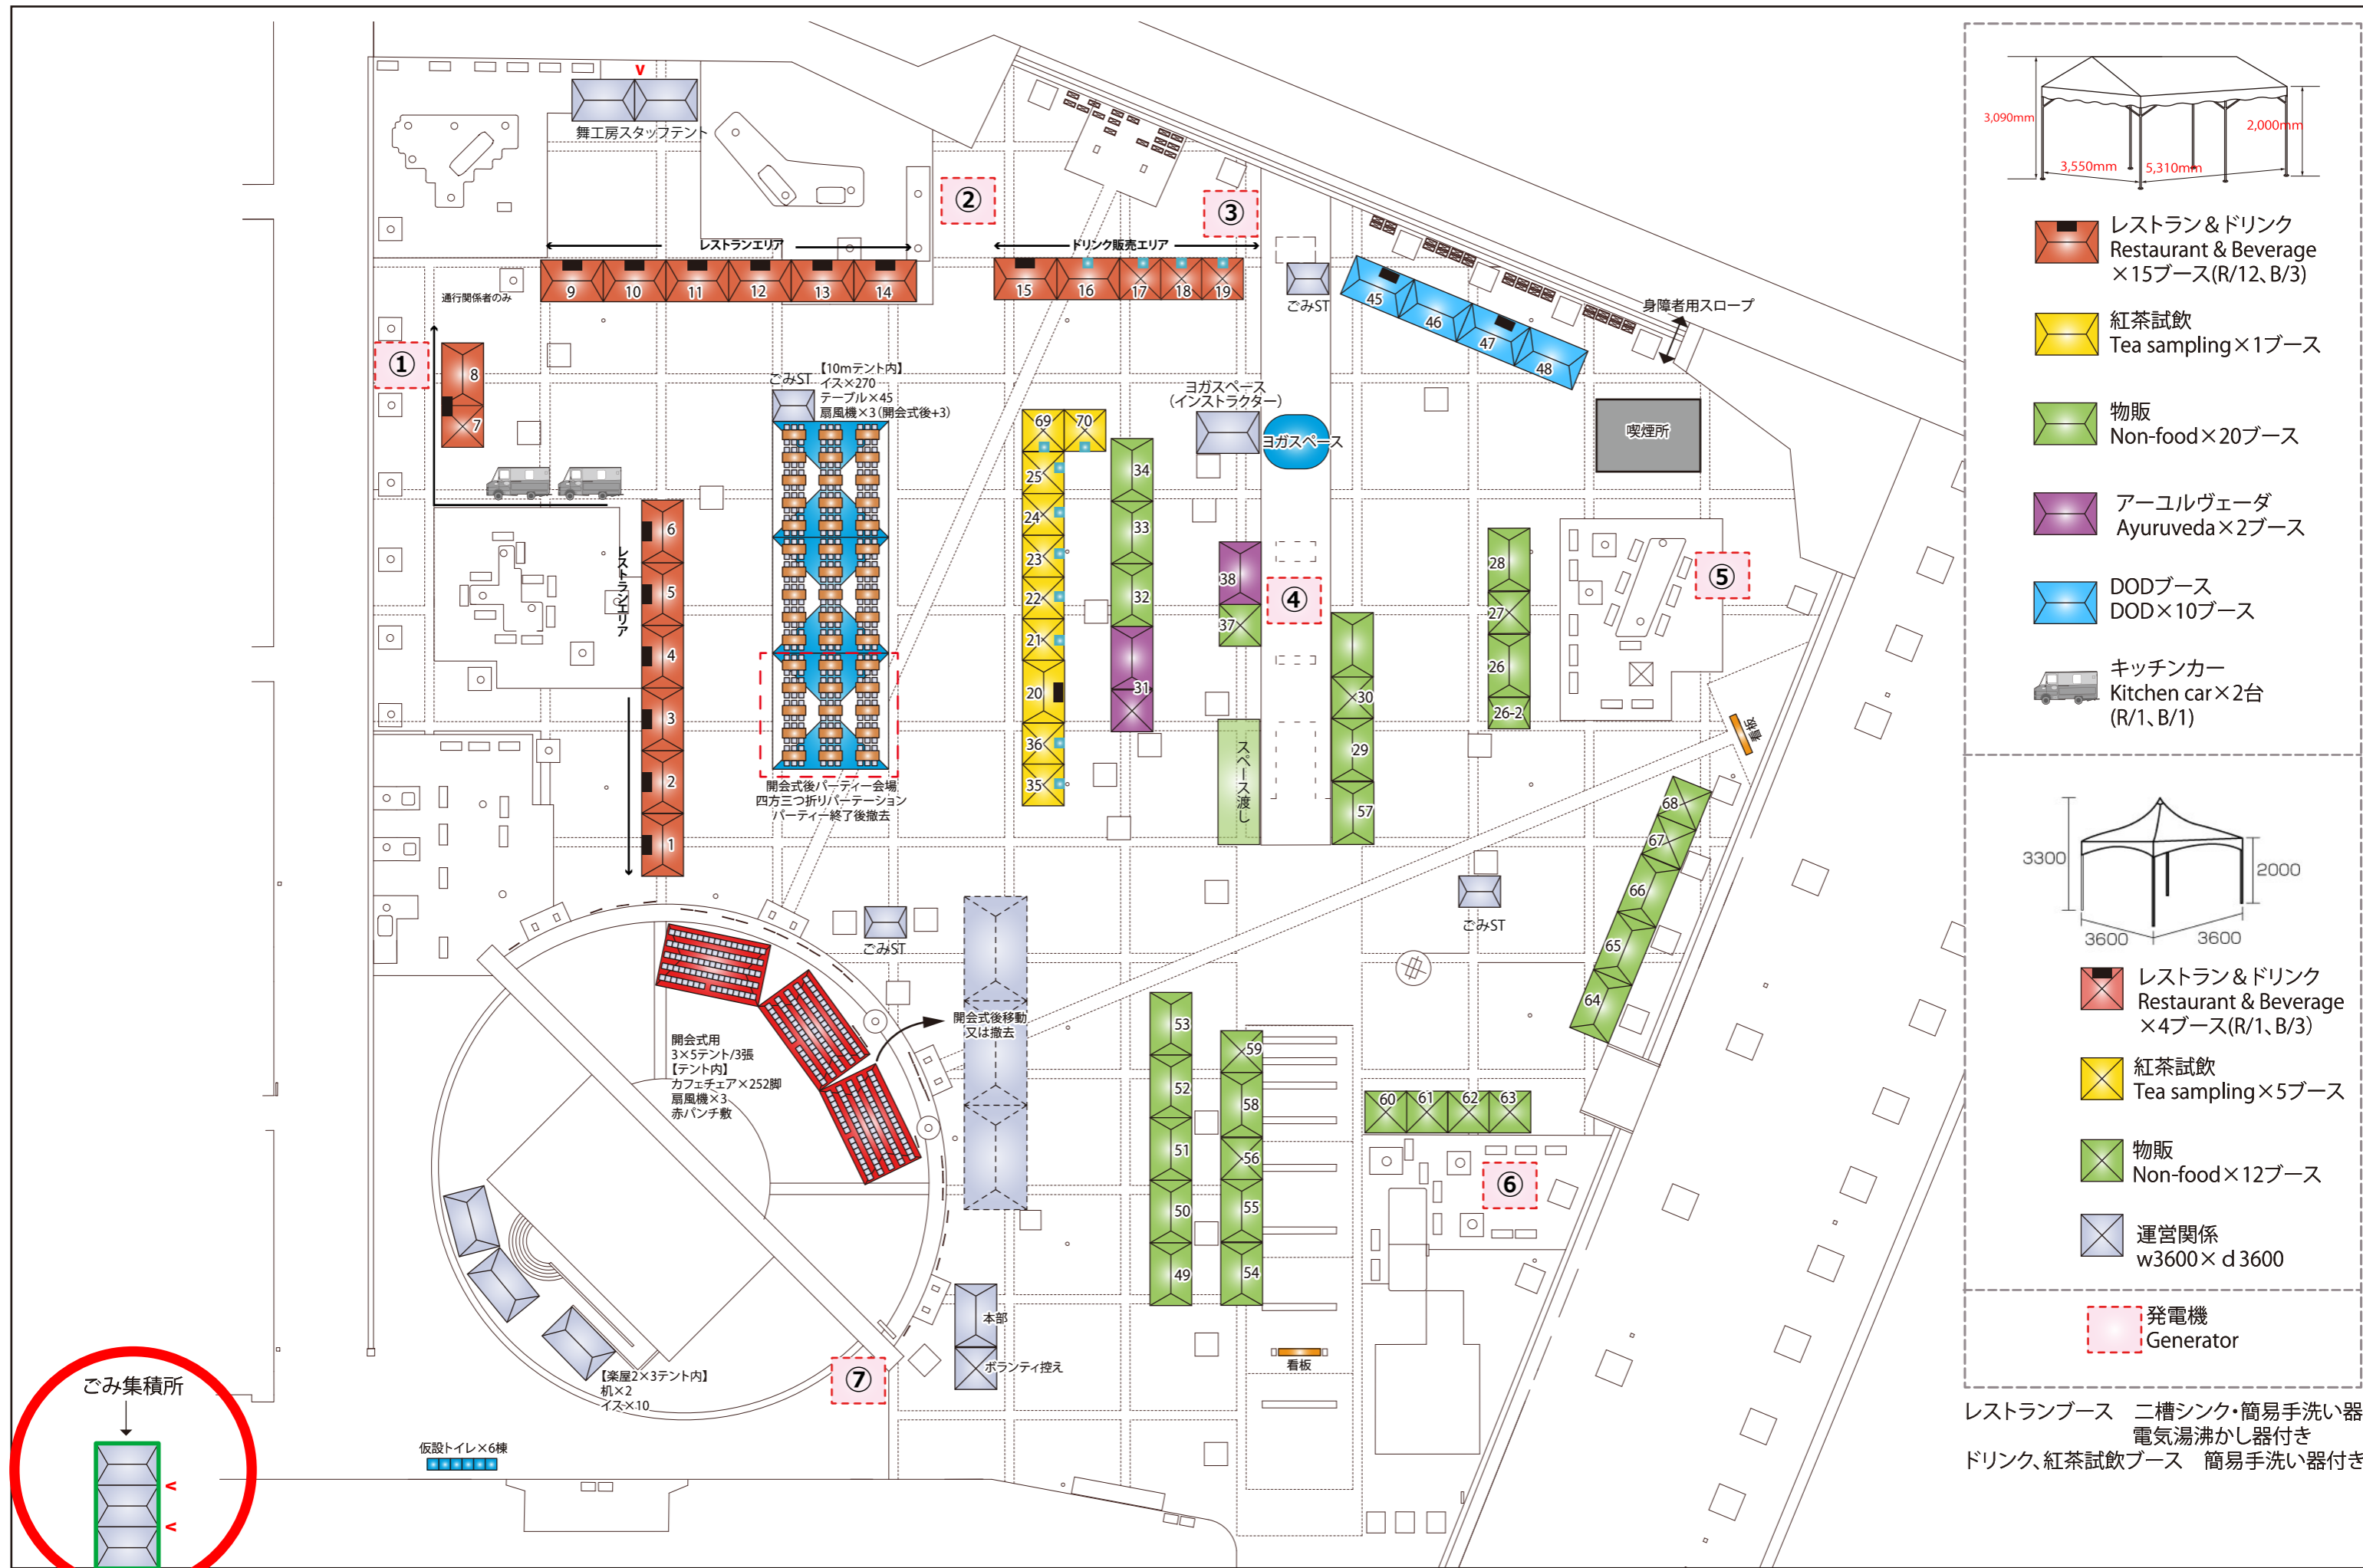 舞工房スタッフテント
∨
②
③
レストランエリア
ドリンク販売エリア
9
10
11
12
13
14
15
16
17
18
19
ごみST
45
46
47
48
身障者用スロープ
通行関係者のみ
①
8
7
ごみST
【10mテント内】
イス×270
テーブル×45
扇風機×3(開会式後+3)
ヨガスペース
(インストラクター)
ヨガスペース
喫煙所
69
70
25
24
23
22
21
20
36
35
34
33
32
31
38
37
④
30
29
57
スペース渡し
28
27
26
26-2
⑤
看板
レストランエリア
6
5
4
3
2
1
開会式後パーティー会場
四方三つ折りパーテーション
パーティー終了後撤去
68
67
66
65
64
ごみST
ごみST
開会式後移動
又は撤去
開会式用
3×5テント/3張
【テント内】
カフェチェア×252脚
扇風機×3
赤パンチ敷
53
52
51
50
49
59
58
56
55
54
60
61
62
63
⑥
本部
ボランティ控え
看板
⑦
【楽屋2×3テント内】
机×2
イス×10
仮設トイレ×6棟
ごみ集積所
<
<
3,090mm
2,000mm
3,550mm
5,310mm
レストラン&ドリンク
Restaurant & Beverage
×15ブース(R/12、B/3)
紅茶試飲
Tea sampling×1ブース
物販
Non-food×20ブース
アーユルヴェーダ
Ayuruveda×2ブース
DODブース
DOD×10ブース
キッチンカー
Kitchen car×2台
(R/1、B/1)
3300
2000
3600
3600
レストラン&ドリンク
Restaurant & Beverage
×4ブース(R/1、B/3)
紅茶試飲
Tea sampling×5ブース
物販
Non-food×12ブース
運営関係
w3600×d3600
発電機
Generator
レストランブース 二槽シンク・簡易手洗い器
電気湯沸かし器付き
ドリンク、紅茶試飲ブース 簡易手洗い器付き